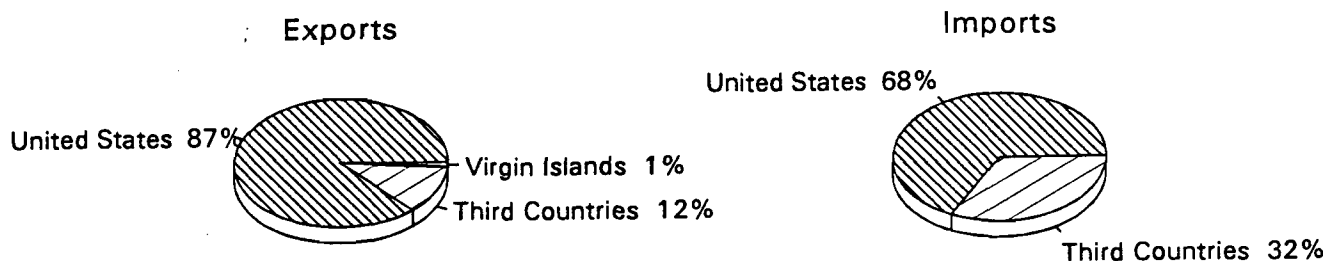 Exports
United States 87%
Virgin Islands 1%
Third Countries 12%
Imports
United States 68%
Third Countries 32%